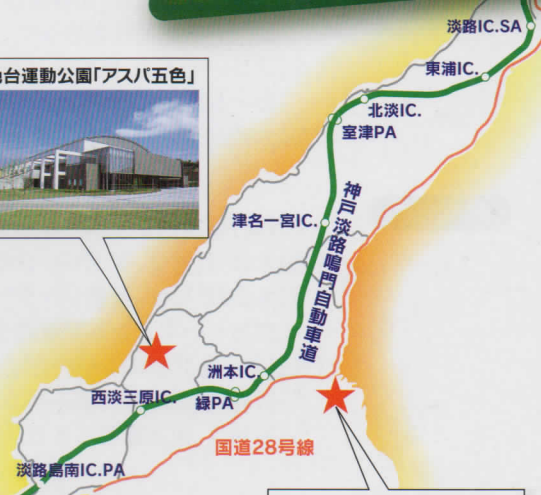 淡路IC.SA
東浦IC.
台運動公園「アスパ五色」
北淡IC.
室津PA
津名一宮IC.
神戸淡路鳴門自動車道
洲本IC.
西淡三原IC.
緑PA
国道28号線
淡路島南IC.PA